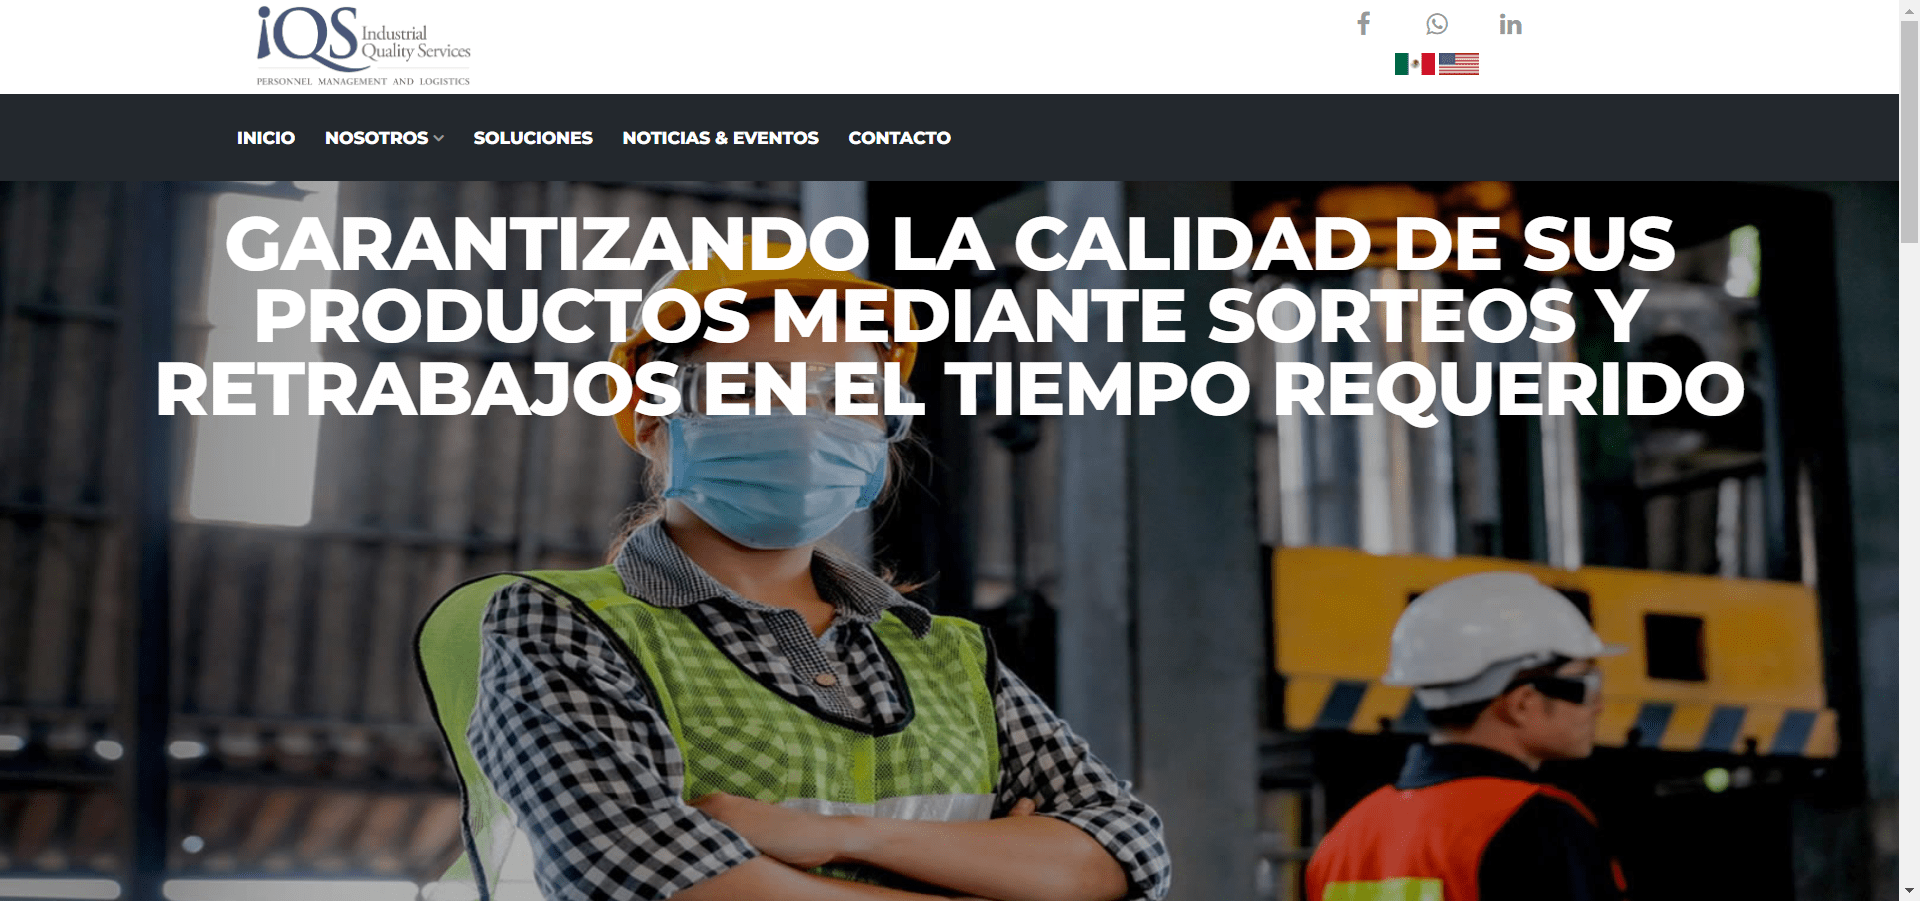 iQS Industrial
Quality Services
PERSONNEL MANAGEMENT AND LOGISTICS
INICIO NOSOTROS SOLUCIONES NOTICIAS & EVENTOS CONTACTO
GARANTIZANDO LA CALIDAD DE SUS
PRODUCTOS MEDIANTE SORTEOS Y
RETRABAJOS EN EL TIEMPO REQUERIDO